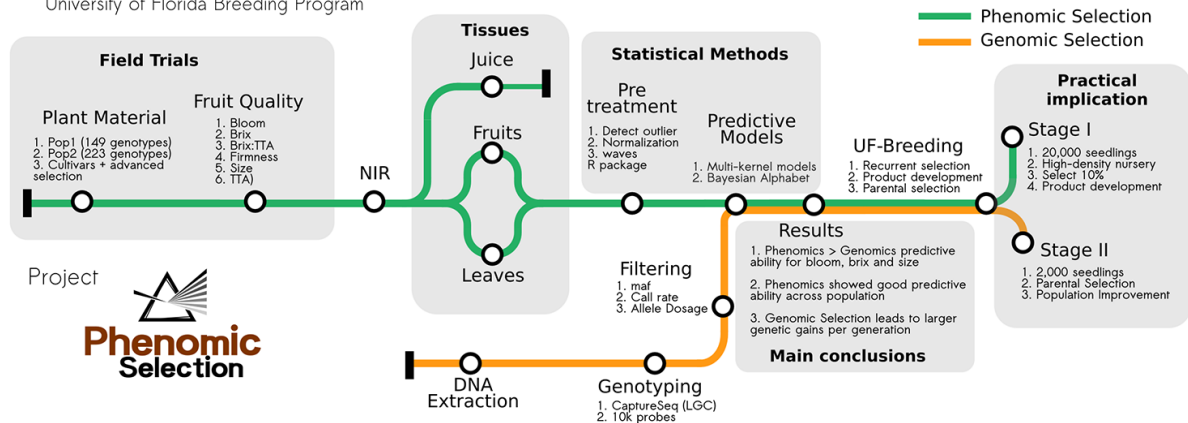 University of Florida Breeding Program
Phenomic Selection
Genomic Selection
Field Trials
Plant Material
1. Pop1 (149 genotypes)
2. Pop2 (223 genotypes)
3. Cultivars + advanced
selection
Fruit Quality
1. Bloom
2. Brix
3. Brix:TTA
4. Firmness
5. Size
6. TTA)
NIR
Tissues
Juice
Fruits
Leaves
Statistical Methods
Pre
treatment
1. Detect outlier
2. Normalization
3. waves
R package
Predictive
Models
1. Multi-kernel models
2. Bayesian Alphabet
UF-Breeding
1. Recurrent selection
2. Product development
3. Parental selection
Practical
implication
Stage I
1. 20,000 seedlings
2. High-density nursery
3. Select 10%
4. Product development
Stage II
1. 2,000 seedlings
2. Parental Selection
3. Population Improvement
Results
1. Phenomics > Genomics predictive
ability for bloom, brix and size
2. Phenomics showed good predictive
ability across population
3. Genomic Selection leads to larger
genetic gains per generation
Main conclusions
Filtering
1. maf
2. Call rate
3. Allele Dosage
DNA
Extraction
Genotyping
1. CaptureSeq (LGC)
2. 10k probes
Project
Phenomic
Selection